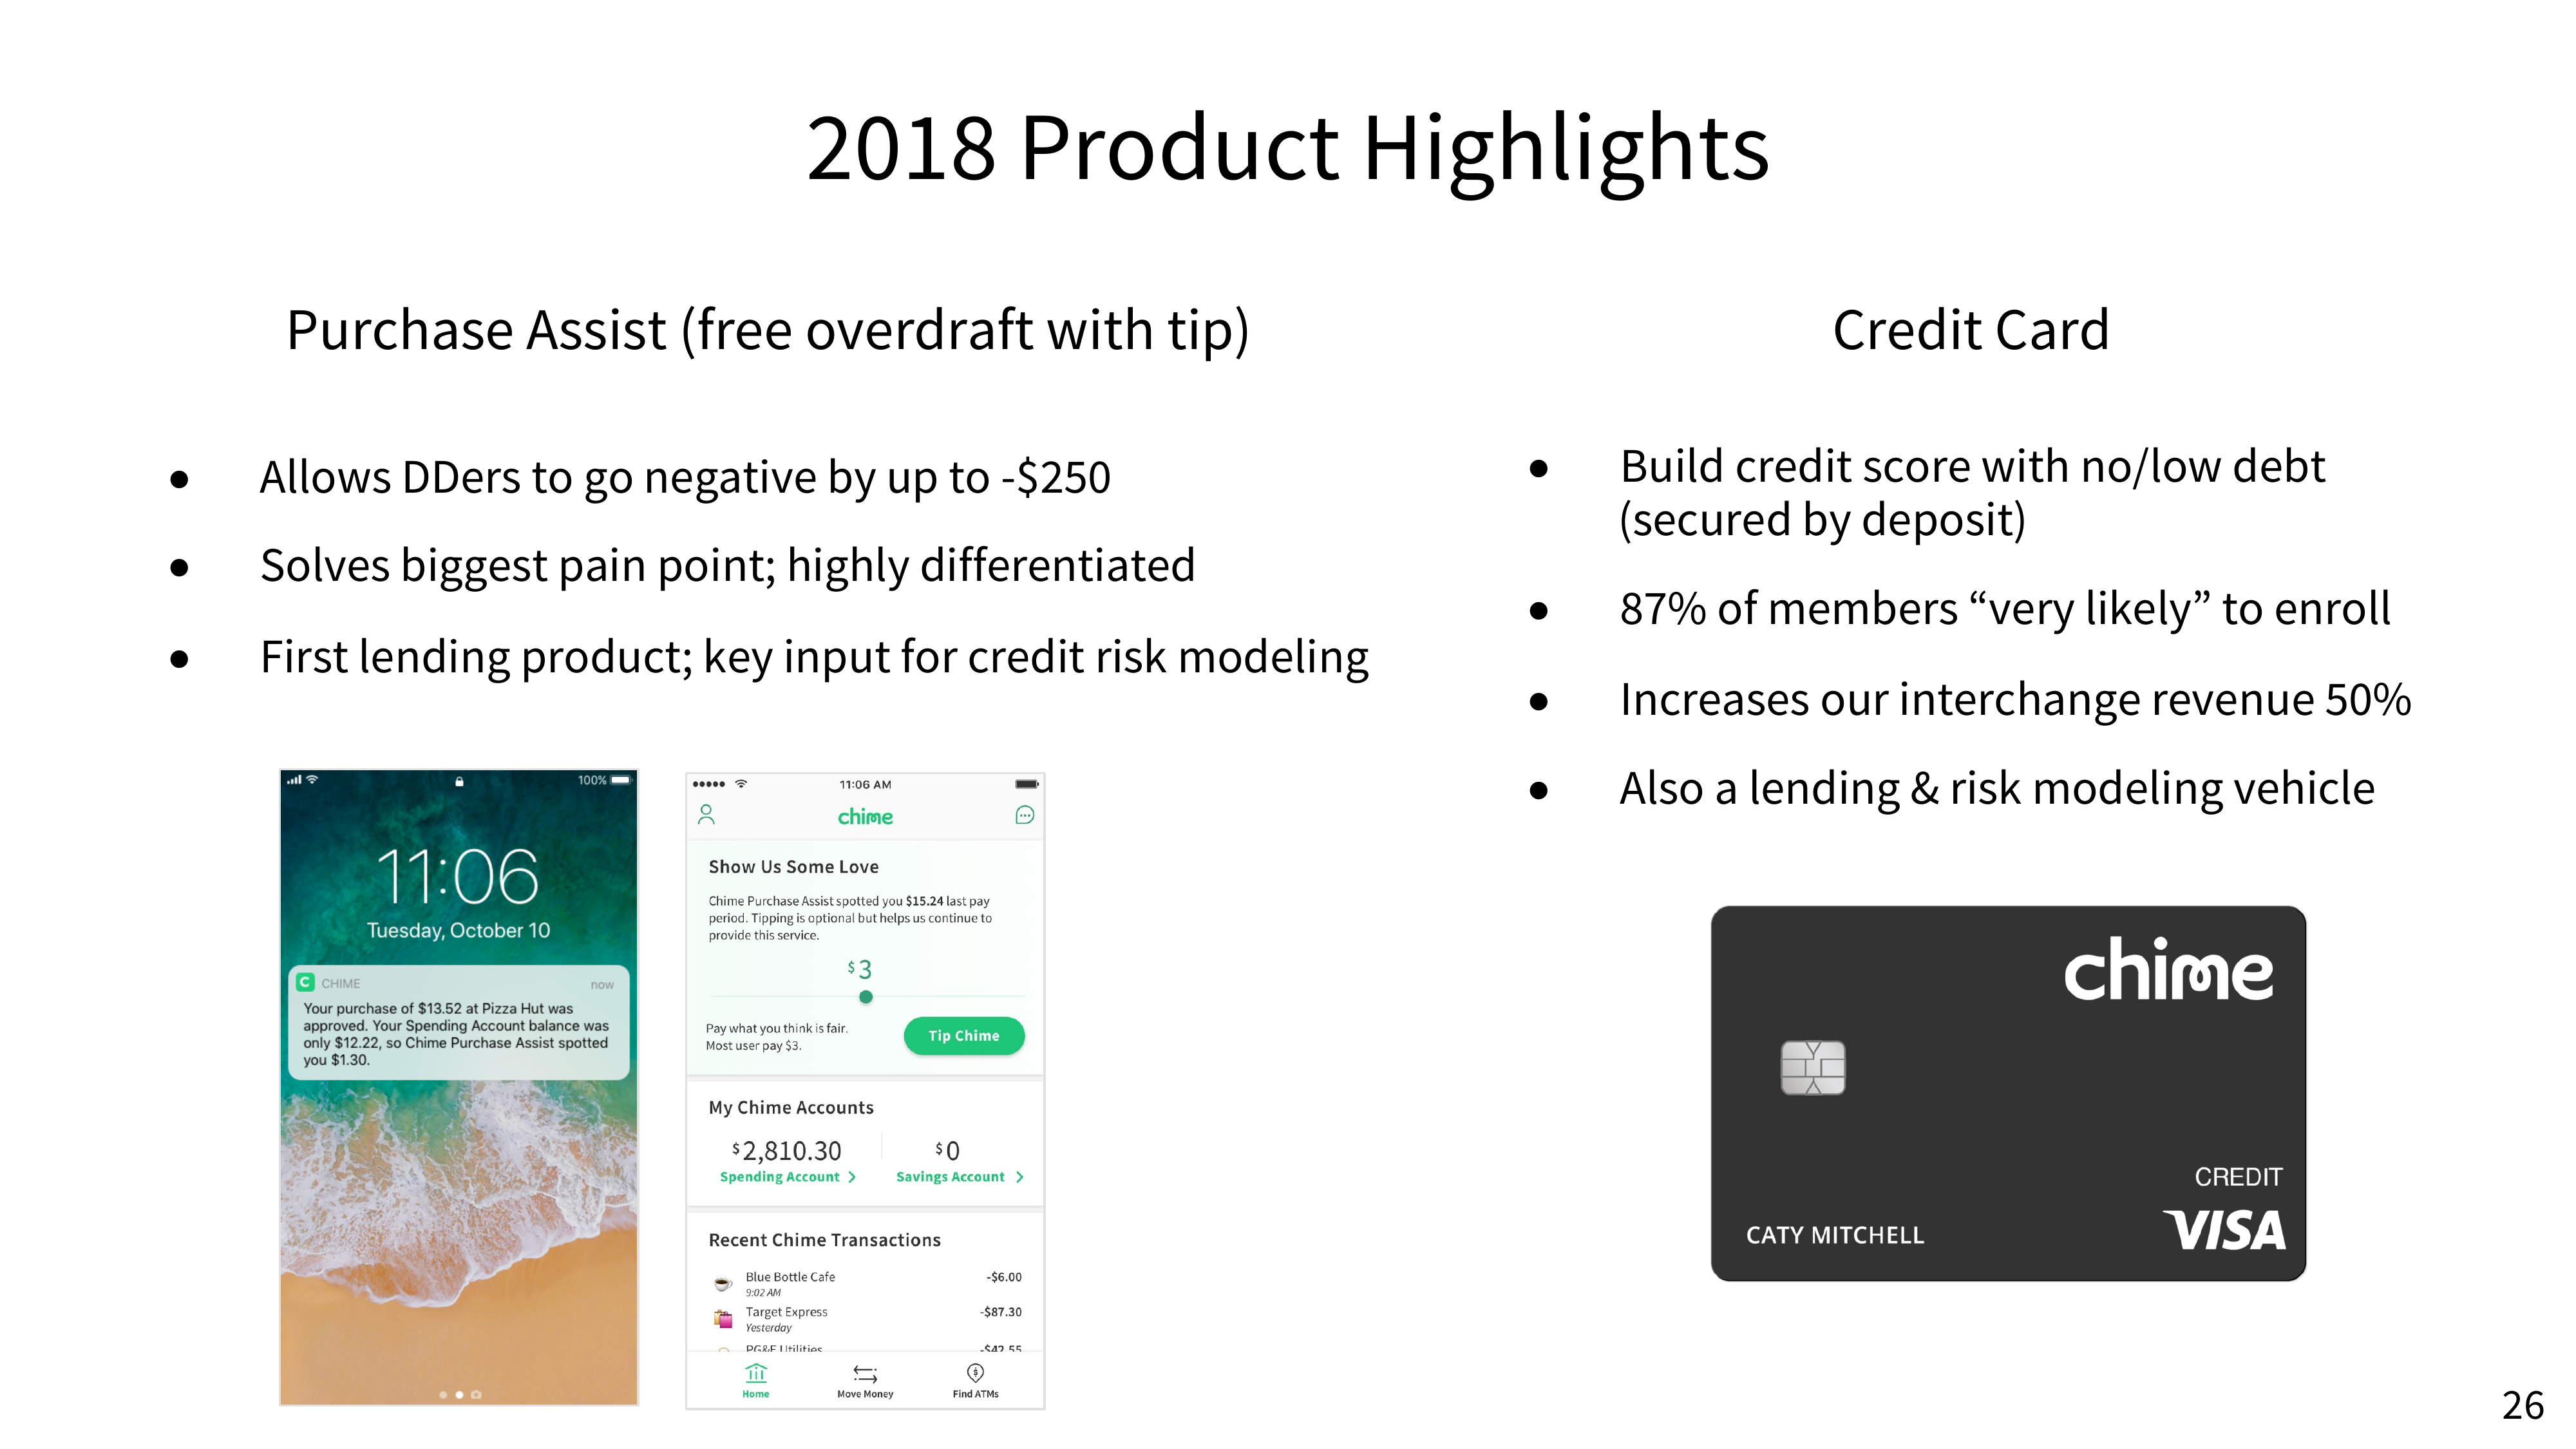 2018 Product Highlights
Purchase Assist (free overdraft with tip)
● Allows DDers to go negative by up to -$250
● Solves biggest pain point; highly differentiated
● First lending product; key input for credit risk modeling
100%
11:06
Tuesday, October 10
C CHIME now
Your purchase of $13.52 at Pizza Hut was
approved. Your Spending Account balance was
only $12.22, so Chime Purchase Assist spotted
you $1.30.
11:06 AM
chime
Show Us Some Love
Chime Purchase Assist spotted you $15.24 last pay
period. Tipping is optional but helps us continue to
provide this service.
$3
Pay what you think is fair.
Most user pay $3.
Tip Chime
My Chime Accounts
$2,810.30 $0
Spending Account > Savings Account >
Recent Chime Transactions
Blue Bottle Cafe -$6.00
9:02 AM
Target Express -$87.30
Yesterday
PG&E Utilities -$42.55
Home Move Money Find ATMs
Credit Card
● Build credit score with no/low debt
(secured by deposit)
● 87% of members “very likely” to enroll
● Increases our interchange revenue 50%
● Also a lending & risk modeling vehicle
chime
CREDIT
CATY MITCHELL VISA
26